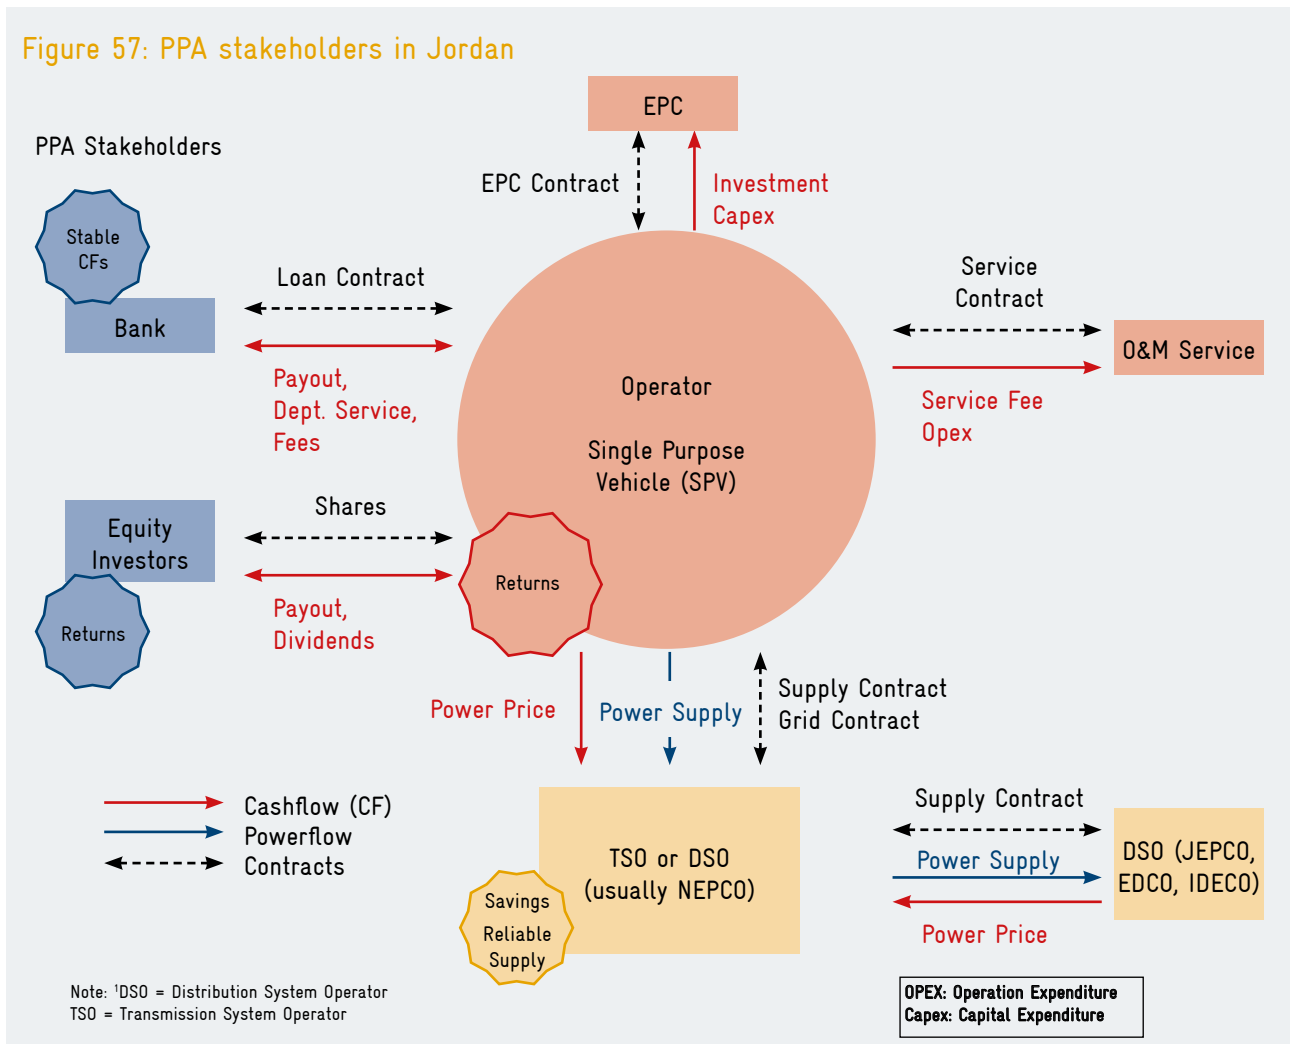 Figure 57: PPA stakeholders in Jordan
PPA Stakeholders
EPC
EPC Contract
Investment
Capex
Stable
CFs
Bank
Loan Contract
Payout,
Dept. Service,
Fees
Operator
Single Purpose
Vehicle (SPV)
Service
Contract
O&M Service
Service Fee
Opex
Equity
Investors
Returns
Shares
Payout,
Dividends
Returns
Power Price
Power Supply
Supply Contract
Grid Contract
Cashflow (CF)
Powerflow
Contracts
TSO or DSO
(usually NEPCO)
Savings
Reliable
Supply
Supply Contract
Power Supply
Power Price
DSO (JEPCO,
EDCO, IDECO)
Note: ¹DSO = Distribution System Operator
TSO = Transmission System Operator
OPEX: Operation Expenditure
Capex: Capital Expenditure